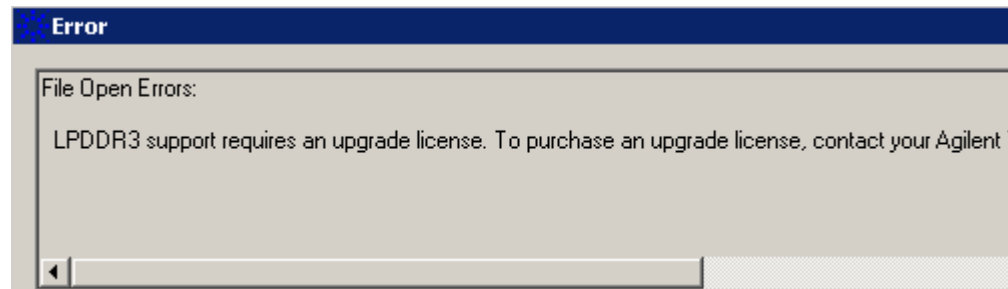 Error
File Open Errors:
LPDDR3 support requires an upgrade license. To purchase an upgrade license, contact your Agilent